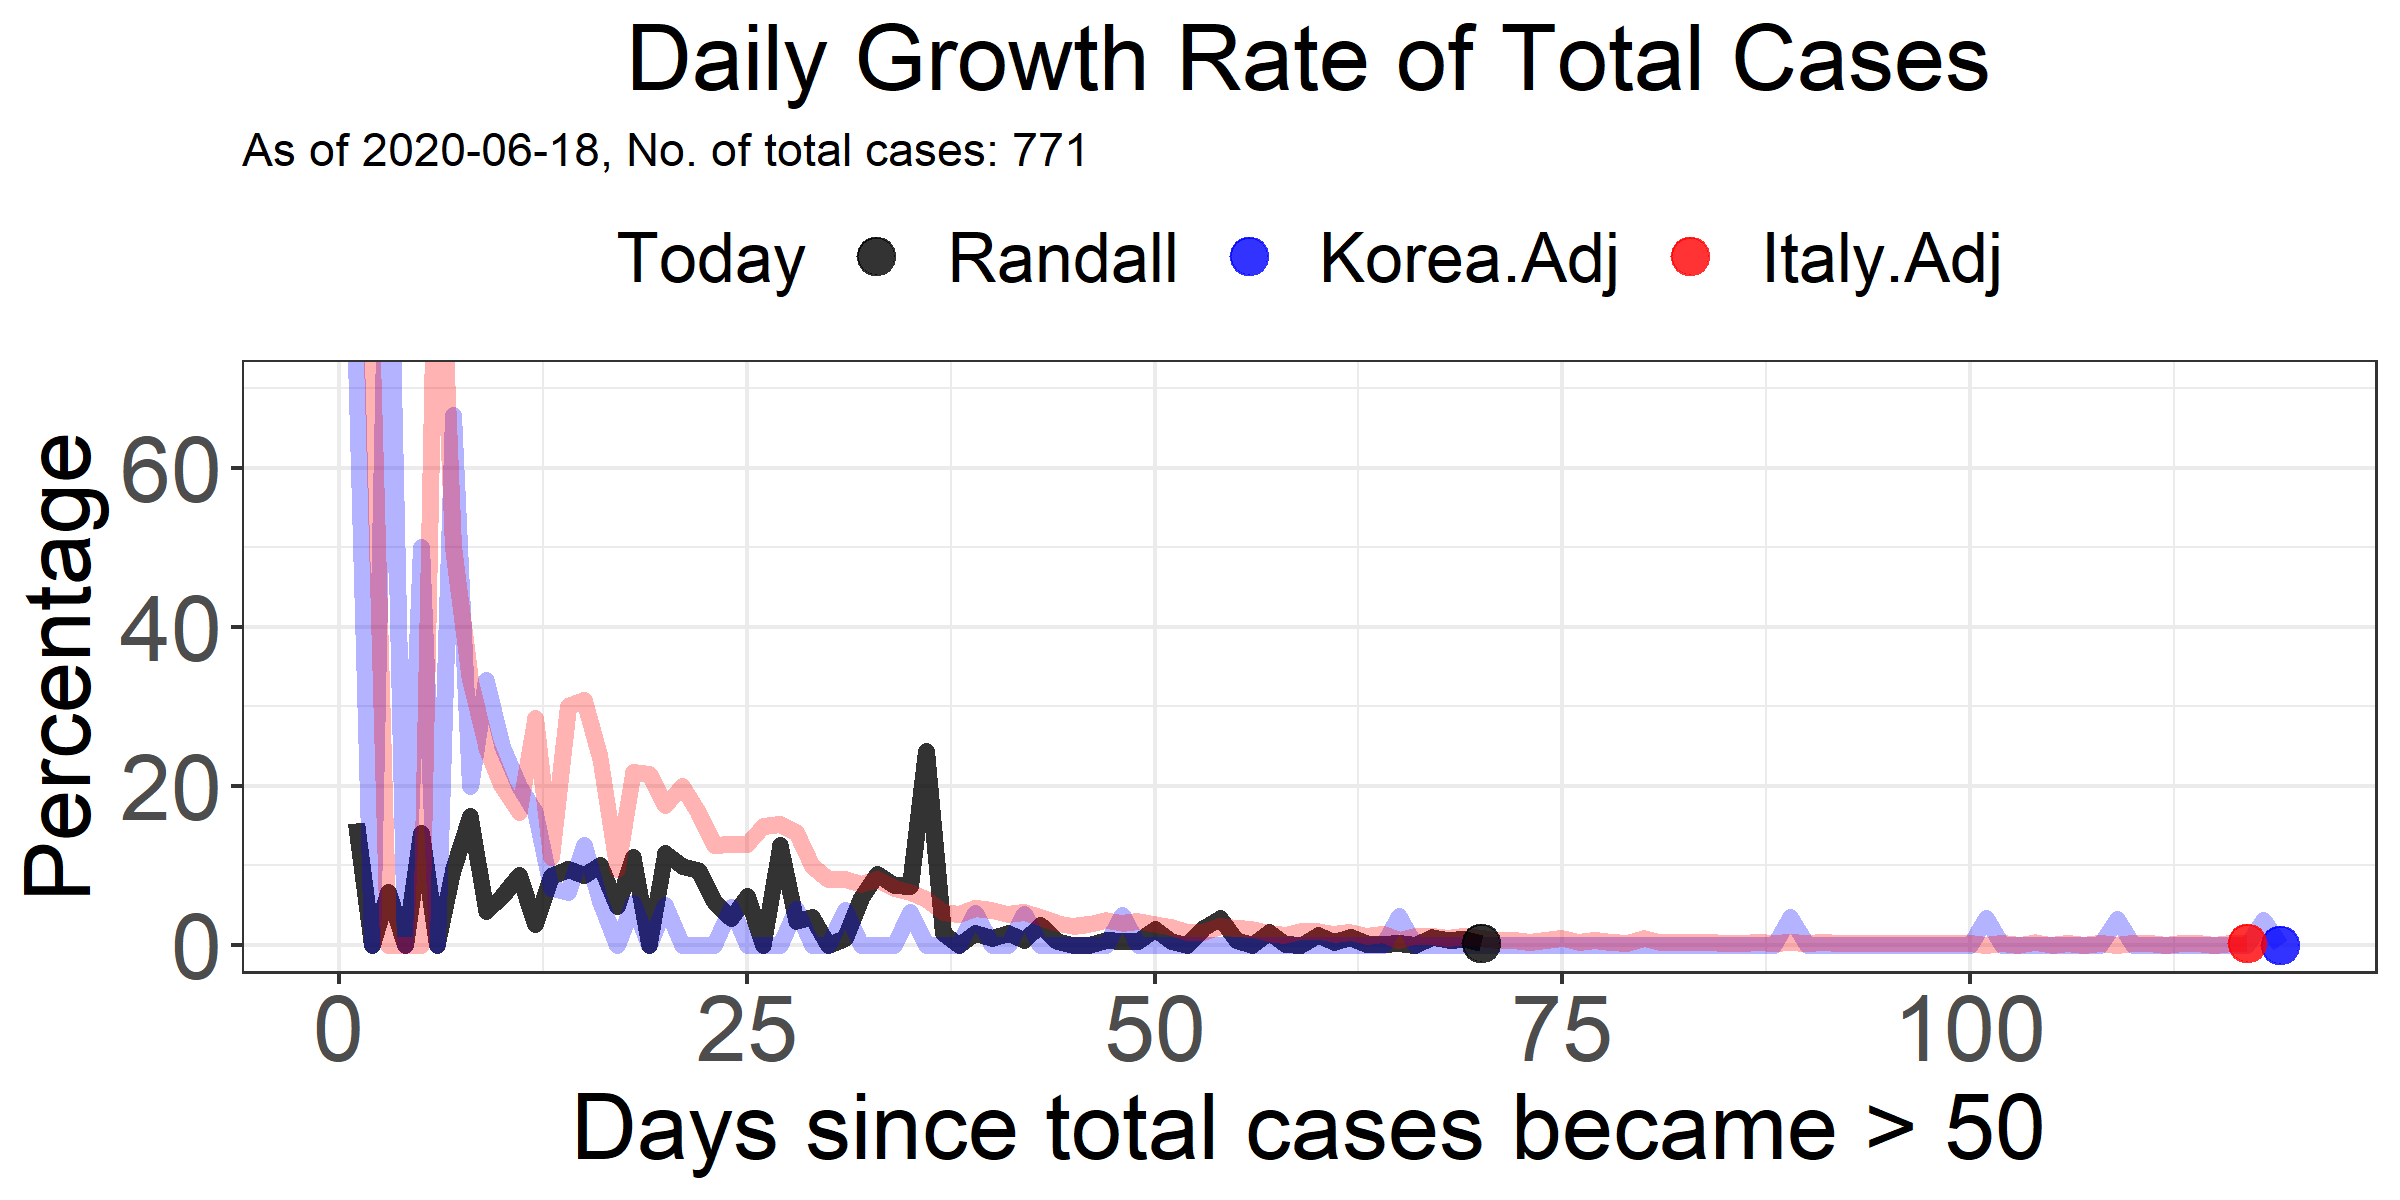 Daily Growth Rate of Total Cases
As of 2020-06-18, No. of total cases: 771
Today Randall Korea.Adj Italy.Adj
Percentage
60
40
20
0
0 25 50 75 100
Days since total cases became > 50